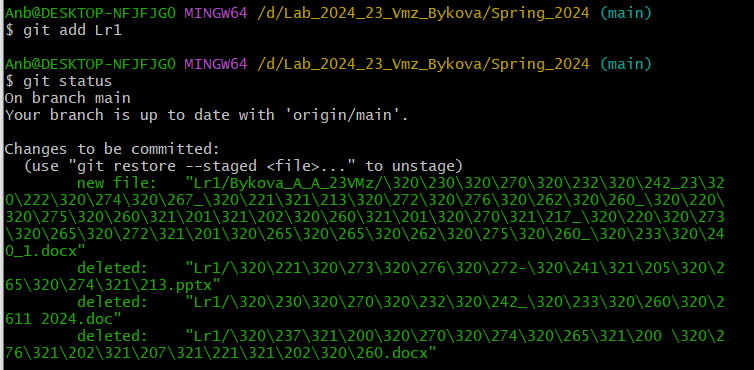 Anb@DESKTOP-NFJFJGO MINGW64 /d/Lab_2024_23_Vmz_Bykova/Spring_2024 (main)
$ git add Lr1
Anb@DESKTOP-NFJFJGO MINGW64 /d/Lab_2024_23_Vmz_Bykova/Spring_2024 (main)
$ git status
On branch main
Your branch is up to date with 'origin/main'.
Changes to be committed:
  (use "git restore --staged <file>..." to unstage)
        new file:   "Lr1/Bykova_A_A_23VMz/\320\230\320\270\320\232\320\242_23\32
0\222\320\274\320\267_\320\221\321\213\320\272\320\276\320\262\320\260_\320\220\
320\275\320\260\321\201\321\202\320\260\321\201\320\270\321\217_\320\220\320\273
\320\265\320\272\321\201\320\265\320\265\320\262\320\275\320\260_\320\233\320\24
0_1.docx"
        deleted:    "Lr1/\320\221\320\273\320\276\320\272-\320\241\321\205\320\2
65\320\274\321\213.pptx"
        deleted:    "Lr1/\320\230\320\270\320\232\320\242_\320\233\320\260\320\2
611 2024.doc"
        deleted:    "Lr1/\320\237\321\200\320\270\320\274\320\265\321\200 \320\2
76\321\202\321\207\321\221\321\202\320\260.docx"